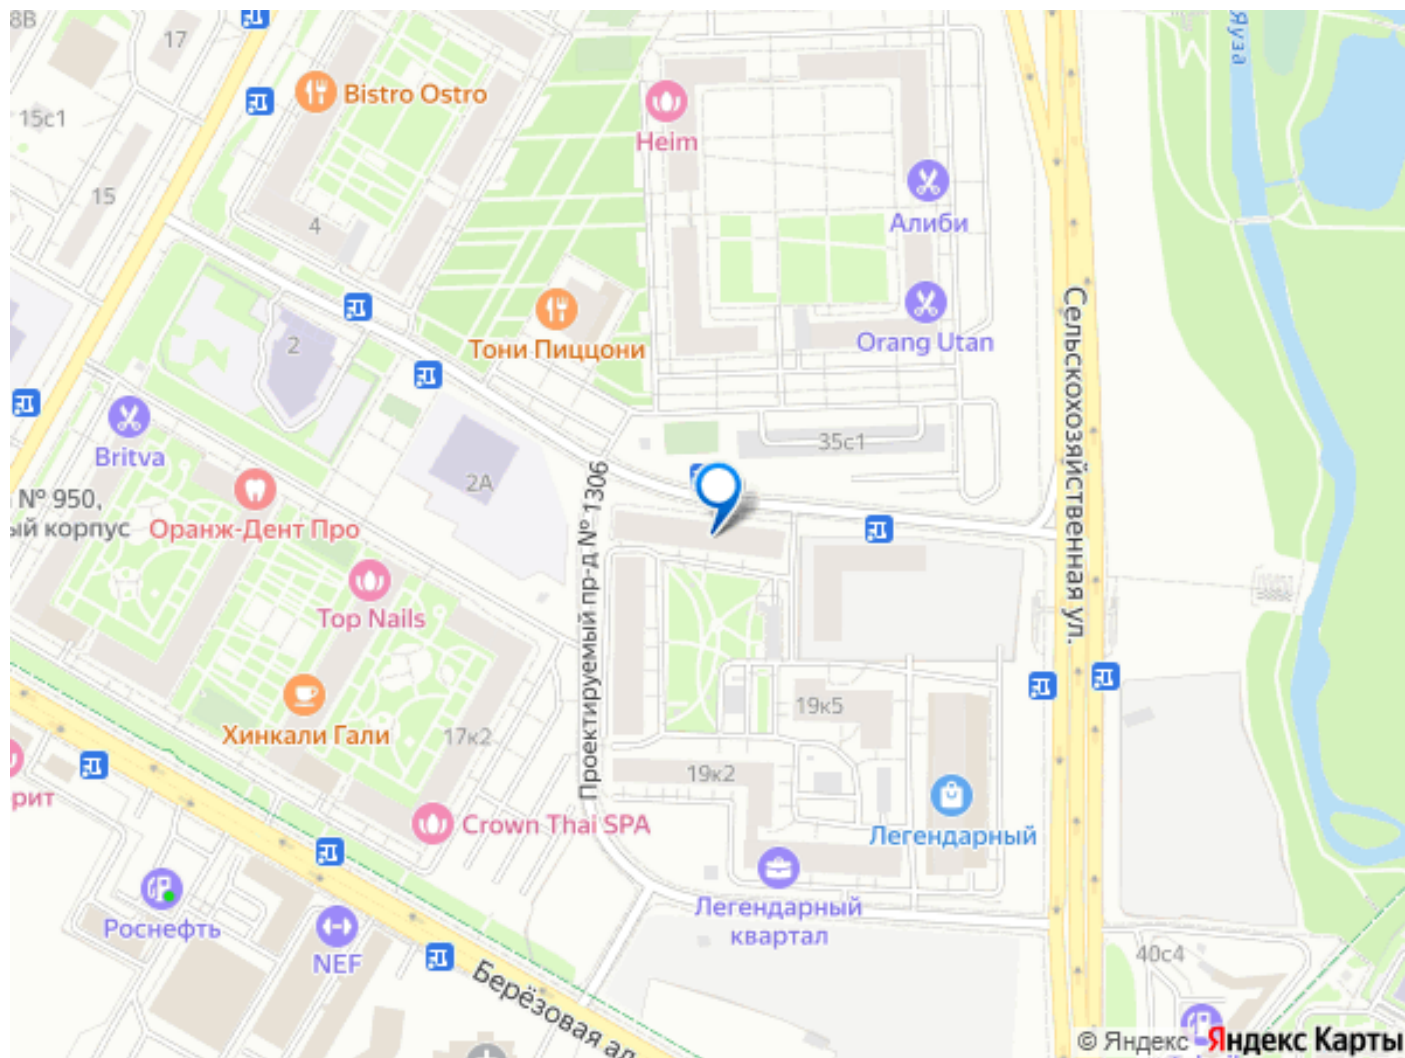 8В
17
Яуза
Bistro Ostro
15с1
Heim
15
4
Алиби
2
Тони Пиццони
Orang Utan
Сельскохозяйственная ул.
35с1
Britva
2А
№ 950,
ый корпус
Оранж-Дент Про
Проектируемый пр-д № 1306
Top Nails
19к5
Хинкали Гали
17к2
19к2
рит
Crown Thai SPA
Легендарный
Роснефть
Легендарный
квартал
NEF
40с4
Берёзовая ал
© Яндекс Яндекс Карты